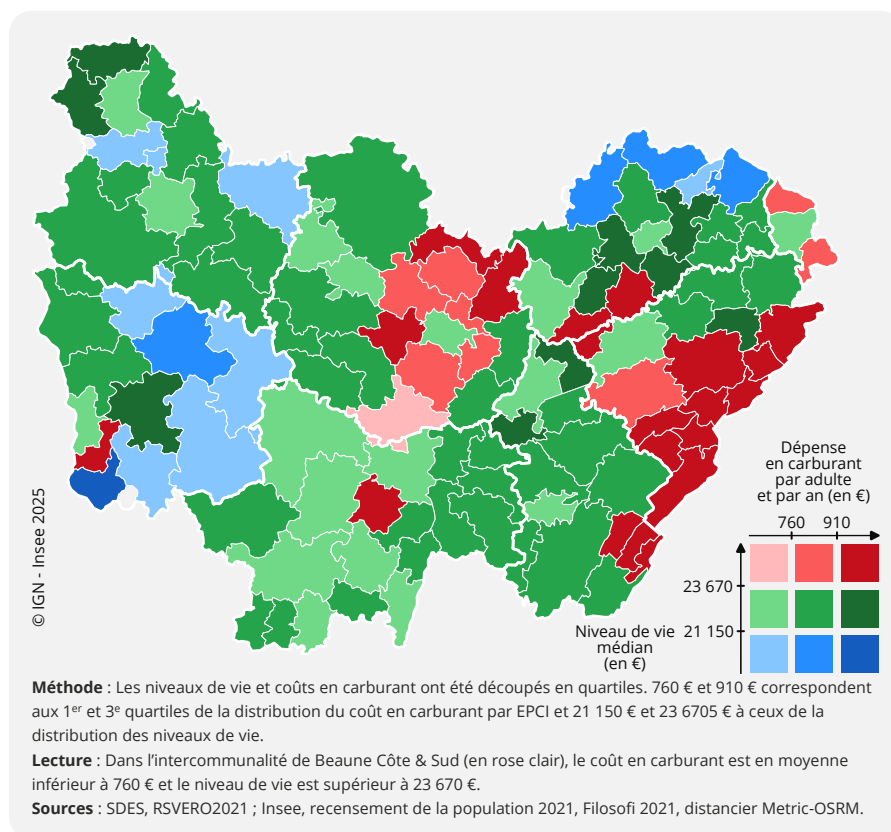 Dépense
en carburant
par adulte
et par an (en €)
760 910
23 670
21 150
Niveau de vie
médian
(en €)
© IGN - Insee 2025
Méthode : Les niveaux de vie et coûts en carburant ont été découpés en quartiles. 760 € et 910 € correspondent
aux 1er et 3e quartiles de la distribution du coût en carburant par EPCI et 21 150 € et 23 6705 € à ceux de la
distribution des niveaux de vie.
Lecture : Dans l'intercommunalité de Beaune Côte & Sud (en rose clair), le coût en carburant est en moyenne
inférieur à 760 € et le niveau de vie est supérieur à 23 670 €.
Sources : SDES, RSVERO2021 ; Insee, recensement de la population 2021, Filosofi 2021, distancier Metric-OSRM.